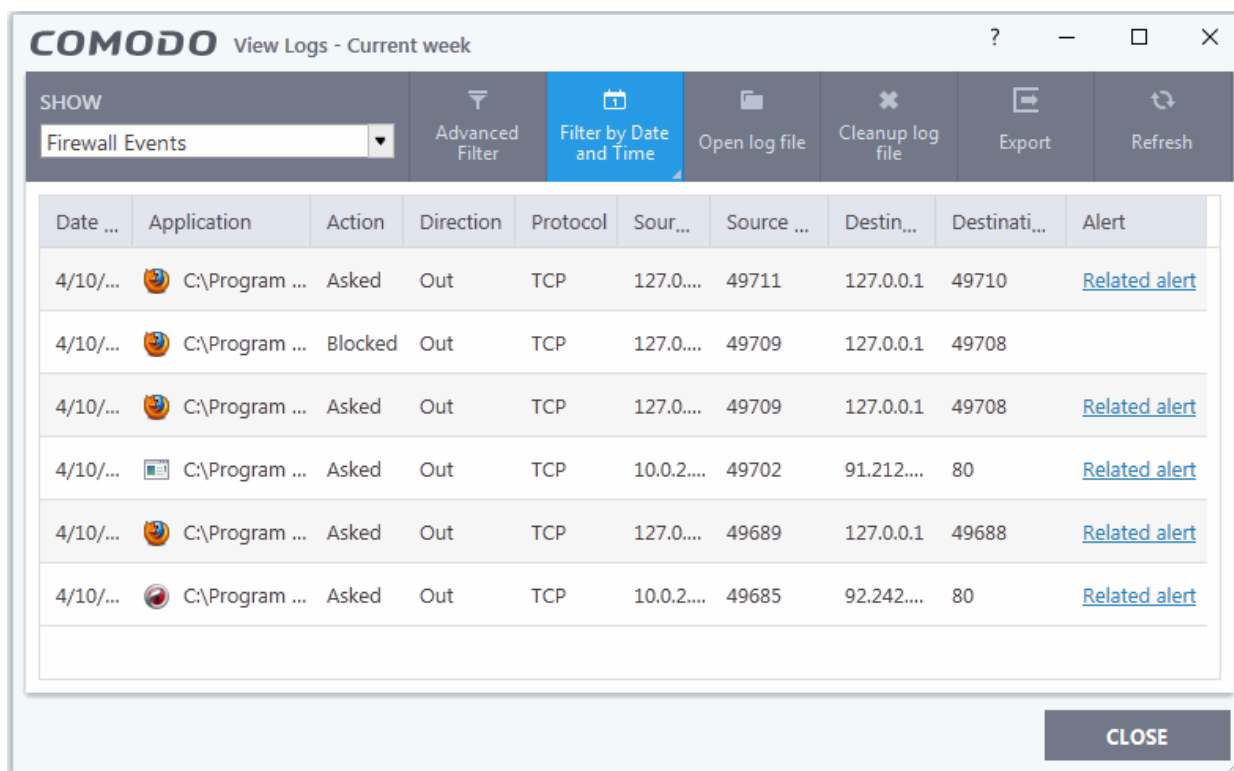 COMODO View Logs - Current week ?
SHOW
Firewall Events
Advanced Filter
Filter by Date and Time
Open log file
Cleanup log file
Export
Refresh
Date ... Application Action Direction Protocol Sour... Source ... Destin... Destinati... Alert
4/10/... C:\Program ... Asked Out TCP 127.0.... 49711 127.0.0.1 49710 Related alert
4/10/... C:\Program ... Blocked Out TCP 127.0.... 49709 127.0.0.1 49708
4/10/... C:\Program ... Asked Out TCP 127.0.... 49709 127.0.0.1 49708 Related alert
4/10/... C:\Program ... Asked Out TCP 10.0.2.... 49702 91.212.... 80 Related alert
4/10/... C:\Program ... Asked Out TCP 127.0.... 49689 127.0.0.1 49688 Related alert
4/10/... C:\Program ... Asked Out TCP 10.0.2.... 49685 92.242.... 80 Related alert
CLOSE